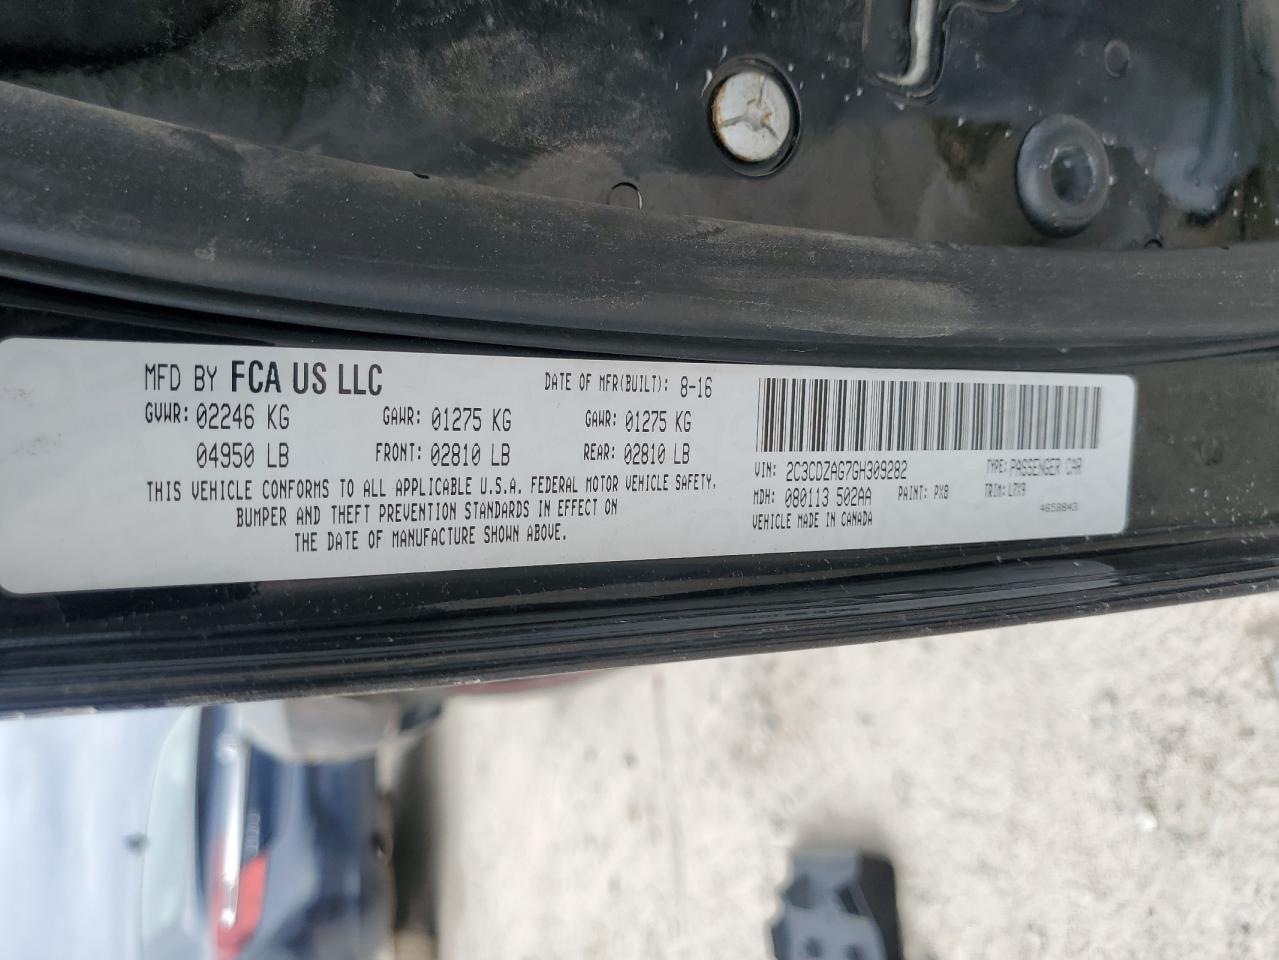 MFD BY FCA US LLC DATE OF MFR(BUILT): 8-16
GVWR: 02246 KG GAWR: 01275 KG GAWR: 01275 KG
04950 LB FRONT: 02810 LB REAR: 02810 LB
THIS VEHICLE CONFORMS TO ALL APPLICABLE U.S.A. FEDERAL MOTOR VEHICLE SAFETY,
BUMPER AND THEFT PREVENTION STANDARDS IN EFFECT ON
THE DATE OF MANUFACTURE SHOWN ABOVE.
VIN: 2C3CDZAG7GH309282 TYPE: PASSENGER CAR
MDH: 080113 502AA PAINT: PX8 TRIM: L7X9
VEHICLE MADE IN CANADA 4658843